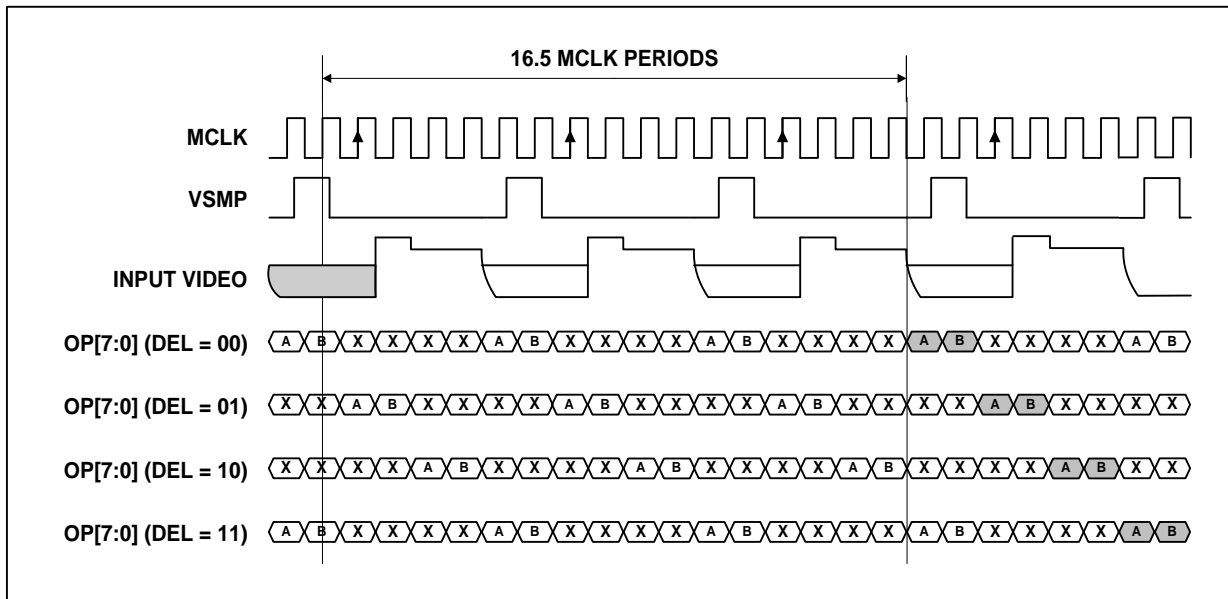 16.5 MCLK PERIODS
MCLK
VSMP
INPUT VIDEO
OP[7:0] (DEL = 00) A B X X X X A B X X X X A B X X X X A B X X X X A B
OP[7:0] (DEL = 01) X X A B X X X X A B X X X X A B X X X X A B X X X X
OP[7:0] (DEL = 10) X X X X A B X X X X A B X X X X A B X X X X A B X X
OP[7:0] (DEL = 11) A B X X X X A B X X X X A B X X X X A B X X X X A B